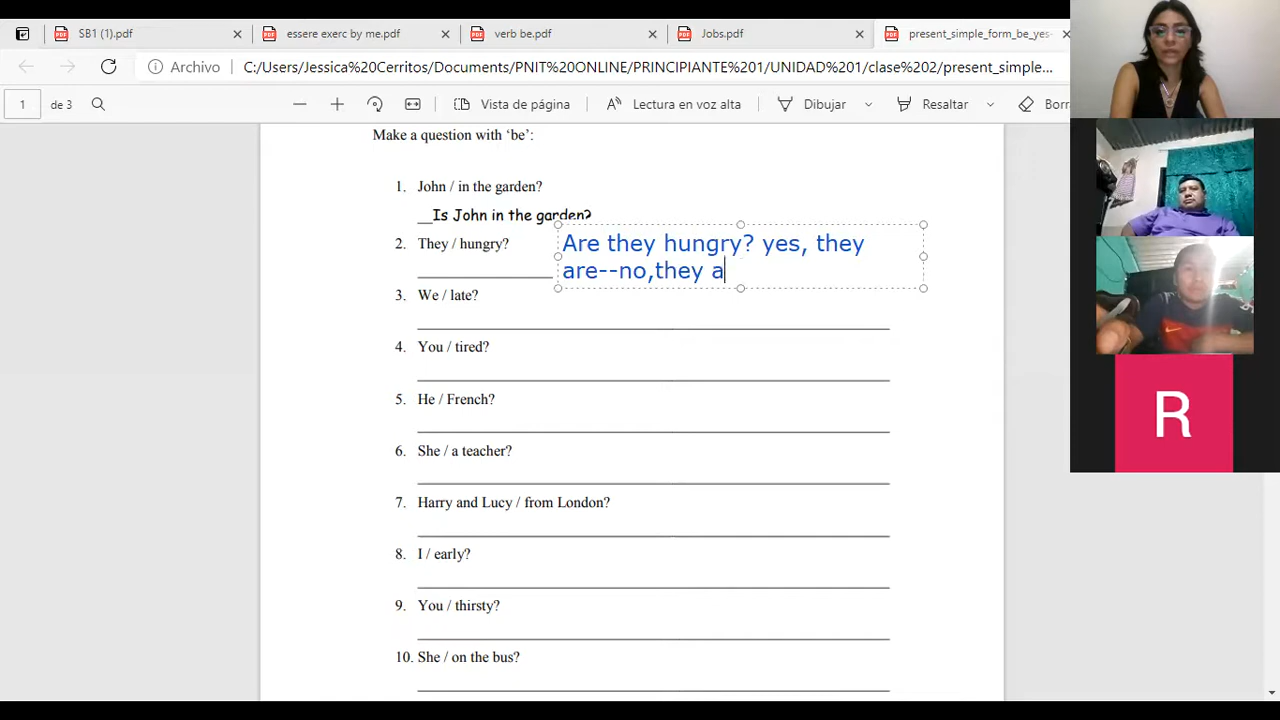 SB1 (1).pdf
essere exerc by me.pdf
verb be.pdf
Jobs.pdf
present_simple_form_be_yes-
Archivo
C:/Users/Jessica%20Cerritos/Documents/PNIT%20ONLINE/PRINCIPIANTE%201/UNIDAD%201/clase%202/present_simple...
1 de 3
Vista de página
Lectura en voz alta
Dibujar
Resaltar
Borra
Make a question with ‘be’:
1. John / in the garden?
__Is John in the garden?
2. They / hungry?
Are they hungry? yes, they
are--no,they a
3. We / late?
4. You / tired?
5. He / French?
6. She / a teacher?
7. Harry and Lucy / from London?
8. I / early?
9. You / thirsty?
10. She / on the bus?
R